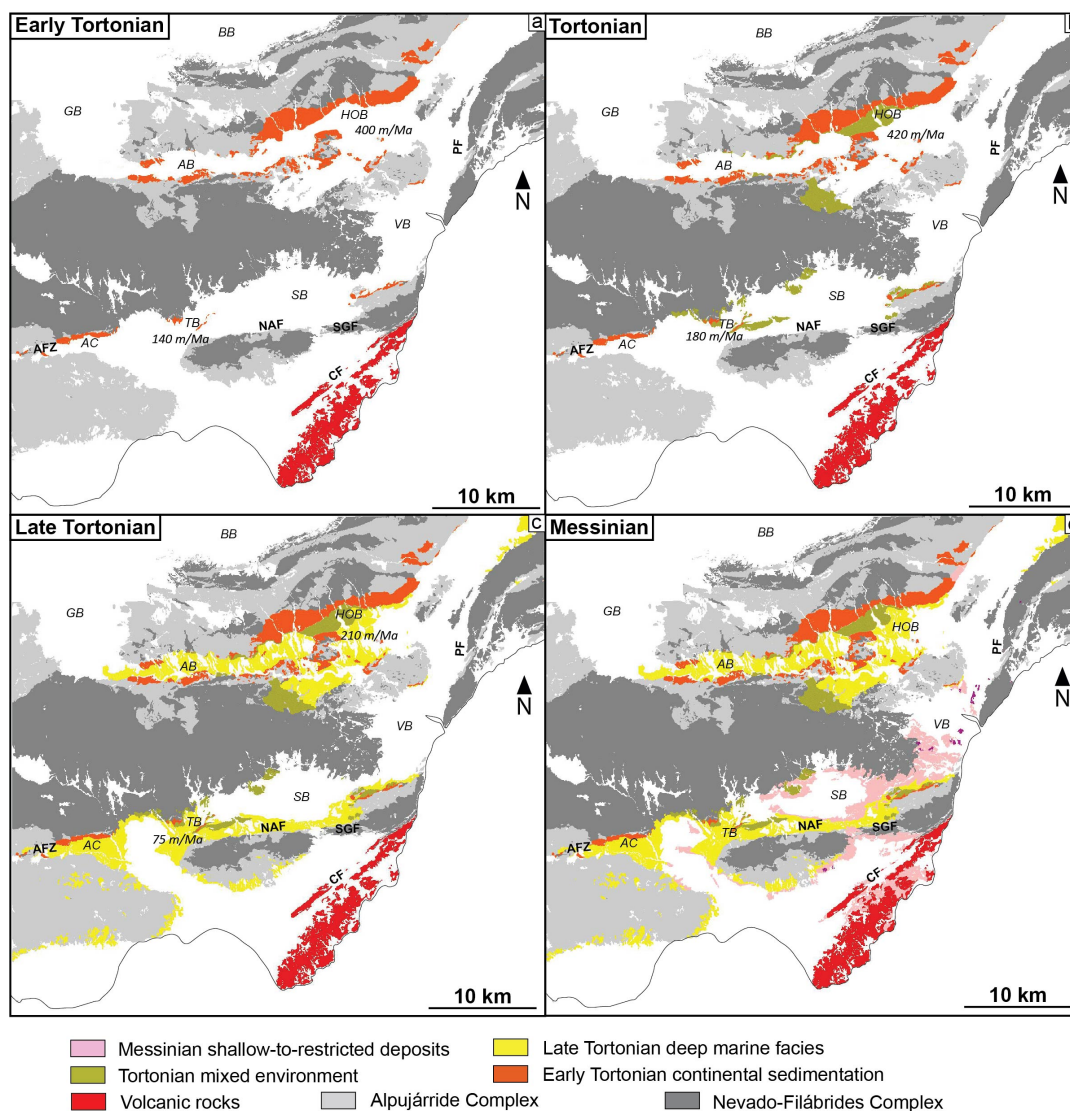 Early Tortonian
a
BB
GB
HOB
400 m/Ma
PF
AB
N
VB
SB
TB
NAF
SGF
140 m/Ma
AFZ
AC
CF
10 km
Tortonian
BB
GB
HOB
420 m/Ma
PF
AB
N
VB
SB
TB
NAF
SGF
180 m/Ma
AFZ
AC
CF
10 km
Late Tortonian
c
BB
GB
HOB
210 m/Ma
PF
AB
N
VB
SB
TB
NAF
SGF
75 m/Ma
AFZ
AC
CF
10 km
Messinian
BB
GB
HOB
PF
AB
N
VB
SB
TB
NAF
SGF
AFZ
AC
CF
10 km
Messinian shallow-to-restricted deposits
Late Tortonian deep marine facies
Tortonian mixed environment
Early Tortonian continental sedimentation
Volcanic rocks
Alpujárride Complex
Nevado-Filábrides Complex